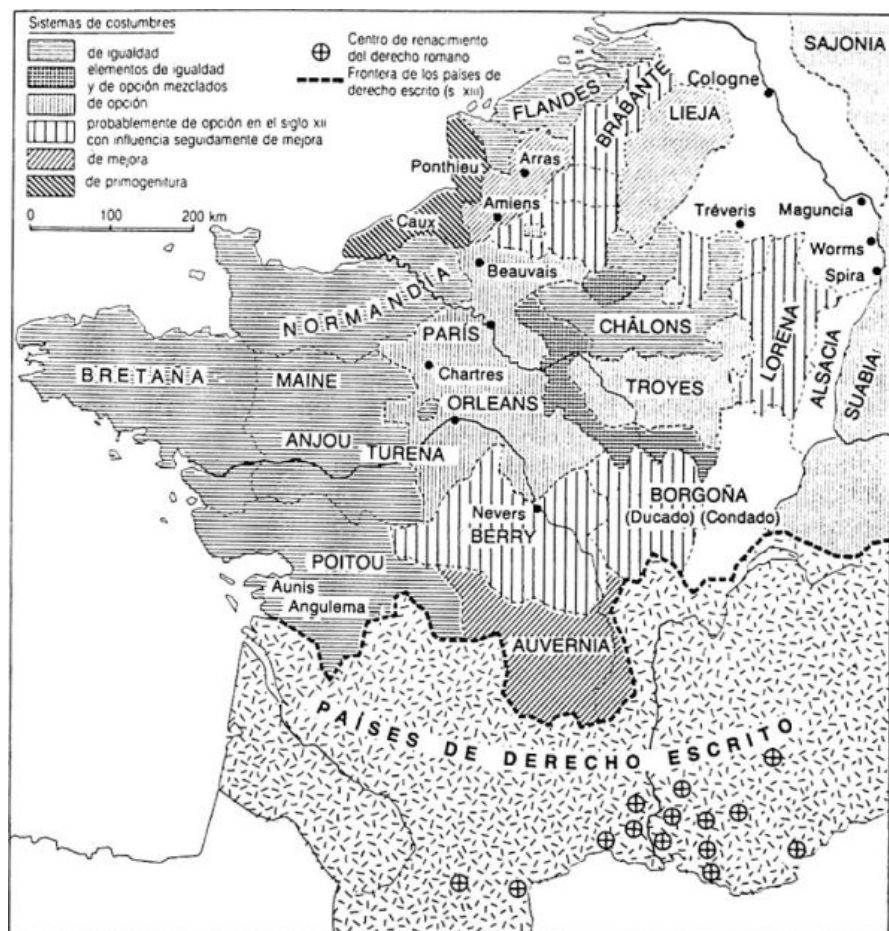 Sistemas de costumbres
de igualdad
elementos de igualdad
y de opción mezclados
de opción
probablemente de opción en el siglo XII
con influencia seguidamente de mejora
de mejora
de primogenitura
0 100 200 km
Centro de renacimiento
del derecho romano
Frontera de los países de
derecho escrito (s. XIII)
SAJONIA
Cologne
FLANDES
BRABANTE
LIEJA
Ponthieu
Arras
Amiens
Caux
Tréveris
Maguncia
Worms
Spira
Beauvais
NORMANDIA
PARÍS
CHÂLONS
LORENA
ALSACIA
SUABIA
BRETAÑA
MAINE
Chartres
TROYES
ORLEANS
ANJOU
TURENA
Nevers
BERRY
BORGOÑA
(Ducado) (Condado)
POITOU
Aunis
Angulema
AUVERNIA
PAÍSES DE DERECHO ESCRITO